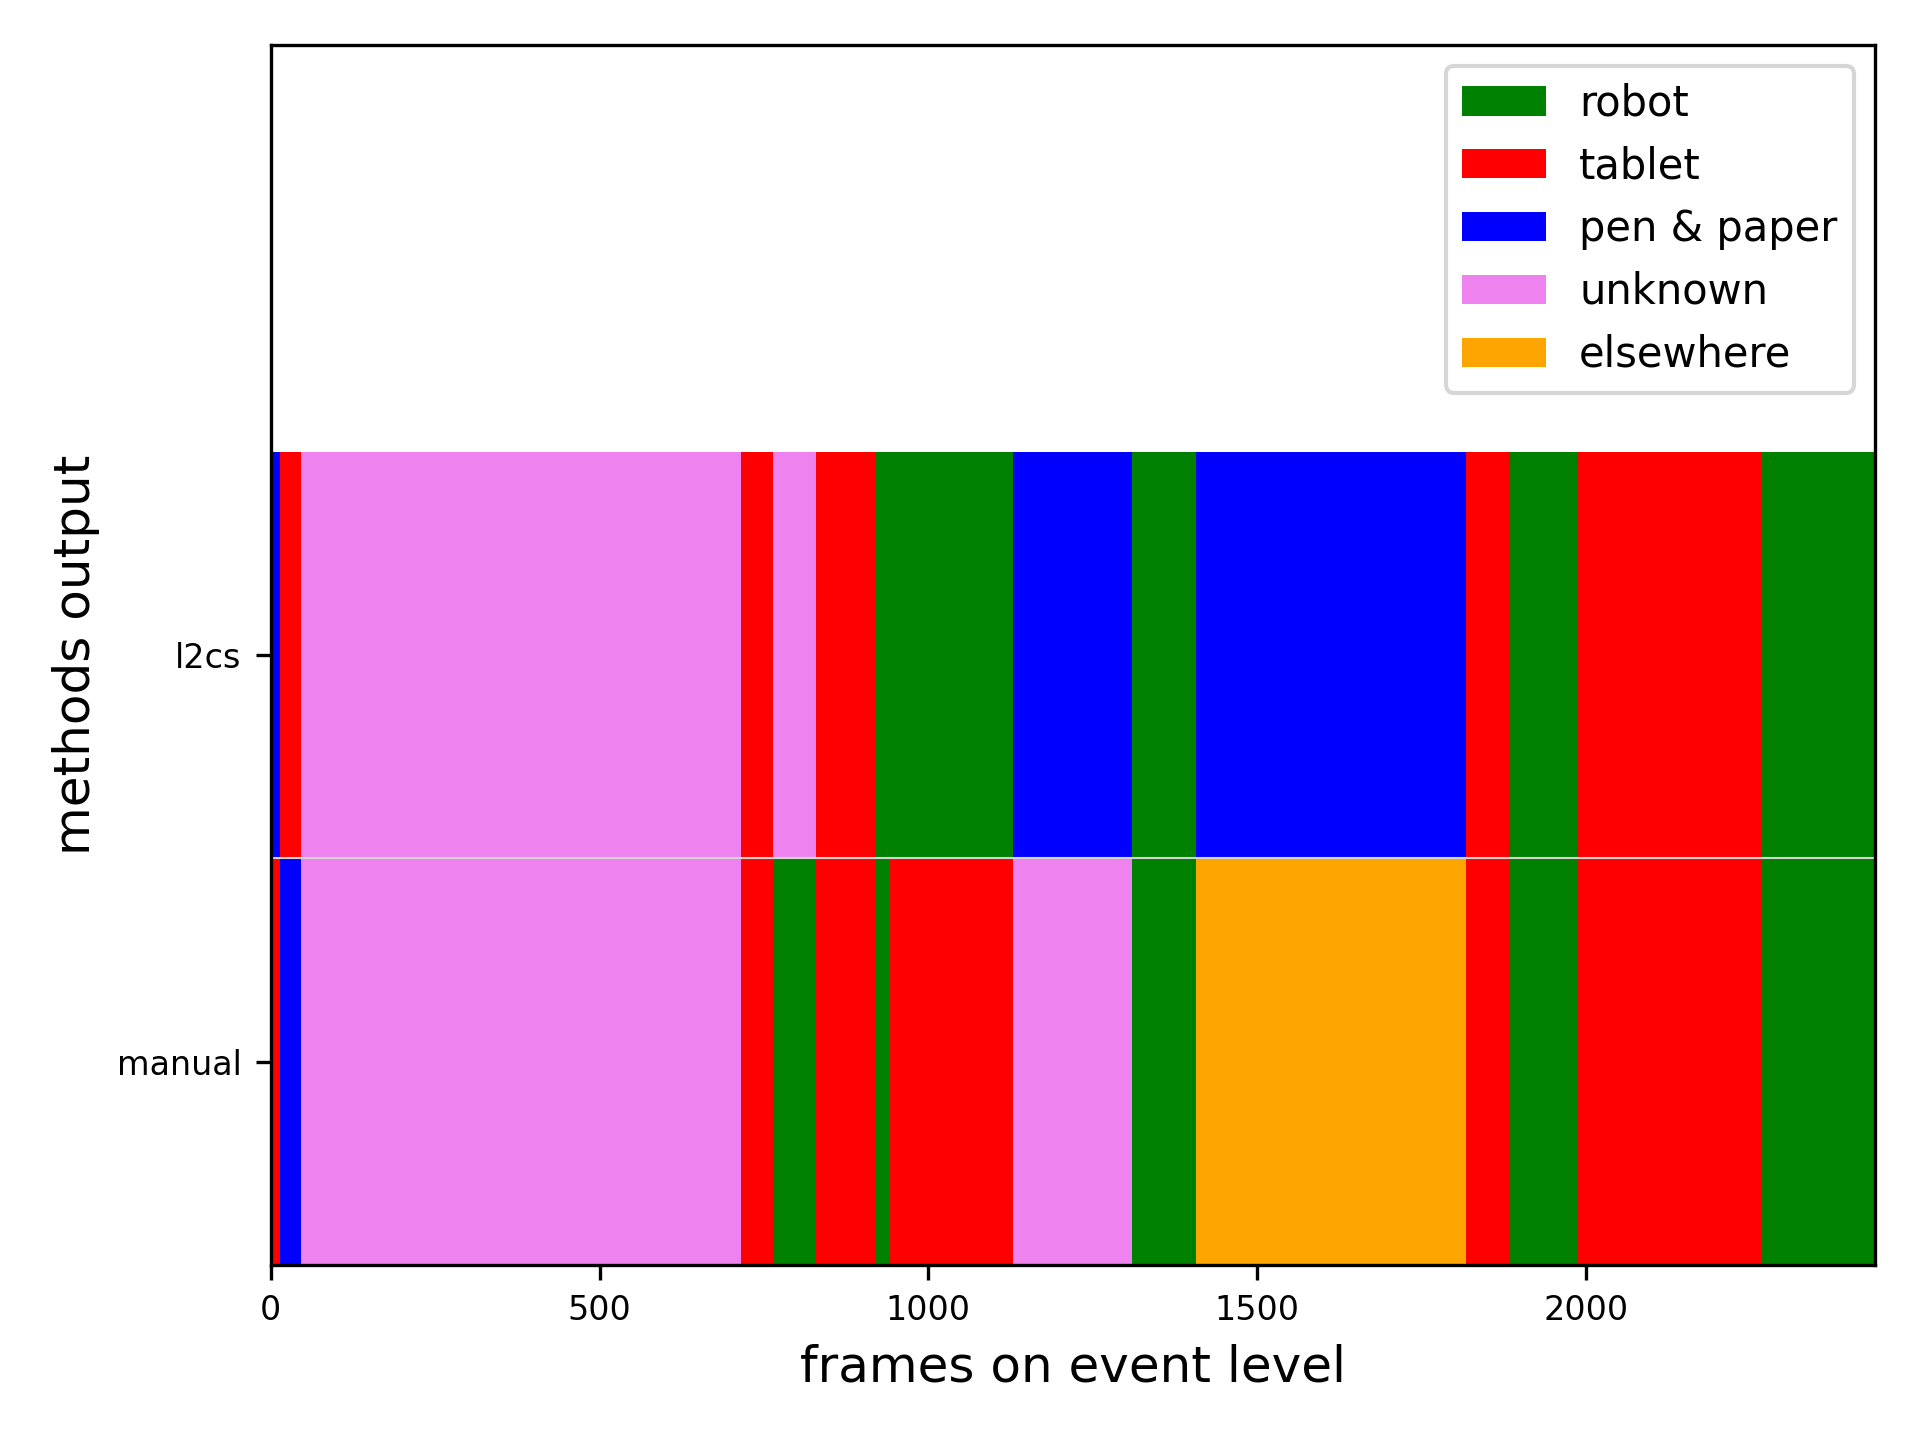 robot
tablet
pen & paper
unknown
elsewhere
methods output
l2cs
manual
0 500 1000 1500 2000
frames on event level